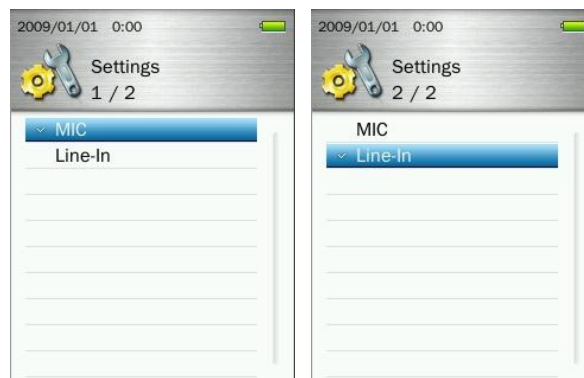 2009/01/01 0:00
Settings
1 / 2
MIC
Line-In
2009/01/01 0:00
Settings
2 / 2
MIC
Line-In